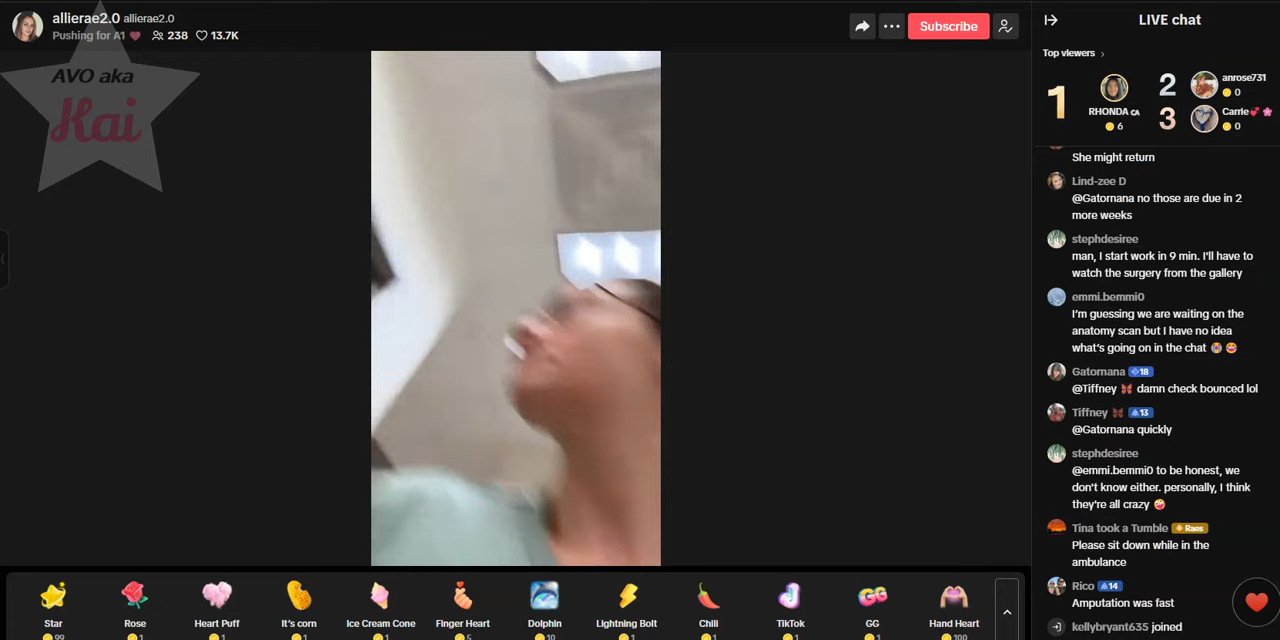 allierae2.0 allierae2.0
Pushing for A1 238 13.7K
Subscribe
AVO aka
Kai
LIVE chat
Top viewers
1
RHONDA CA
6
2
anrose731
0
3
Carrie
0
She might return
Lind-zee D
@Gatornana no those are due in 2
more weeks
stephdesiree
man, I start work in 9 min. I'll have to
watch the surgery from the gallery
emmi.bemmi0
I'm guessing we are waiting on the
anatomy scan but I have no idea
what's going on in the chat
Gatornana 18
@Tiffney damn check bounced lol
Tiffney 13
@Gatornana quickly
stephdesiree
@emmi.bemmi0 to be honest, we
don't know either. personally, I think
they're all crazy
Tina took a Tumble Raes
Please sit down while in the
ambulance
Rico 14
Amputation was fast
kellybryant635 joined
GG
Star Rose Heart Puff It's corn Ice Cream Cone Finger Heart Dolphin Lightning Bolt Chili TikTok GG Hand Heart
99 1 1 1 1 5 10 1 1 1 1 100